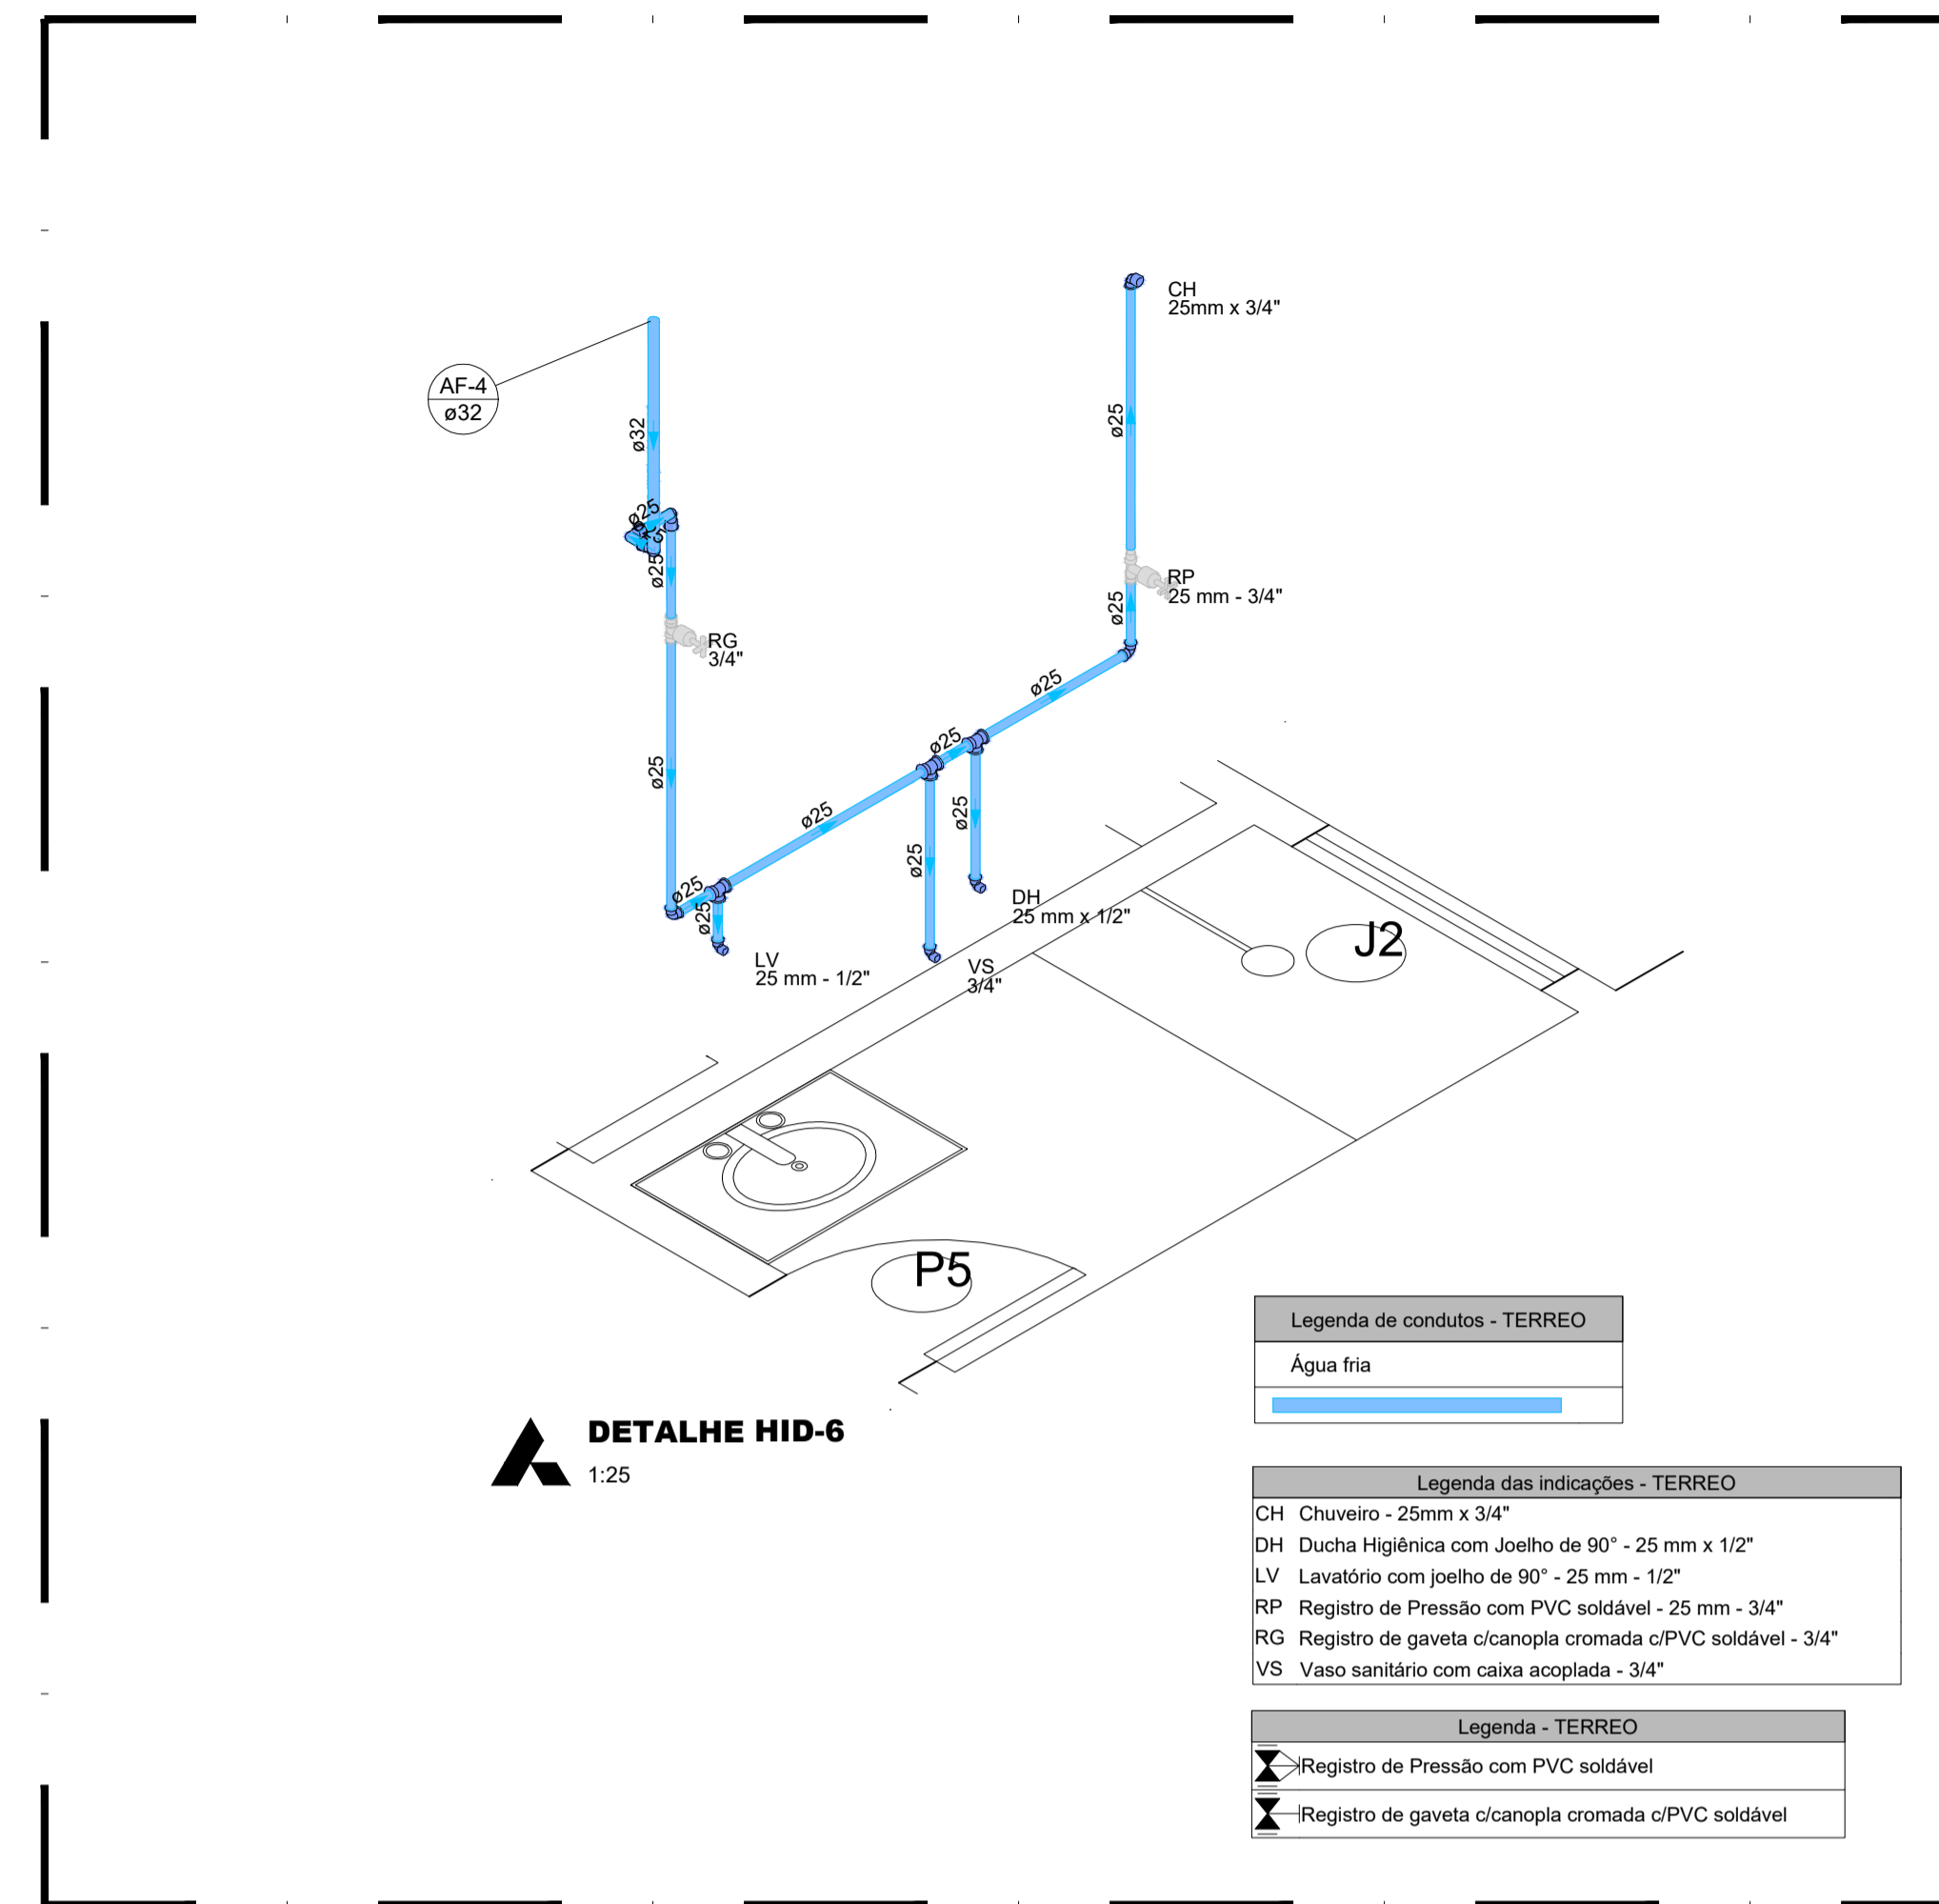 CH
25mm x 3/4"
AF-4
ø32
ø32
ø25
ø25
ø25
ø25
RP
25 mm - 3/4"
ø25
RG
3/4"
ø25
ø25
ø25
ø25
ø25
ø25
ø25
ø25
DH
25 mm x 1/2"
LV
25 mm - 1/2"
VS
3/4"
J2
P5
Legenda de condutos - TERREO
Água fria
DETALHE HID-6
1:25
Legenda das indicações - TERREO
CH Chuveiro - 25mm x 3/4"
DH Ducha Higiênica com Joelho de 90° - 25 mm x 1/2"
LV Lavatório com joelho de 90° - 25 mm - 1/2"
RP Registro de Pressão com PVC soldável - 25 mm - 3/4"
RG Registro de gaveta c/canopla cromada c/PVC soldável - 3/4"
VS Vaso sanitário com caixa acoplada - 3/4"
Legenda - TERREO
Registro de Pressão com PVC soldável
Registro de gaveta c/canopla cromada c/PVC soldável